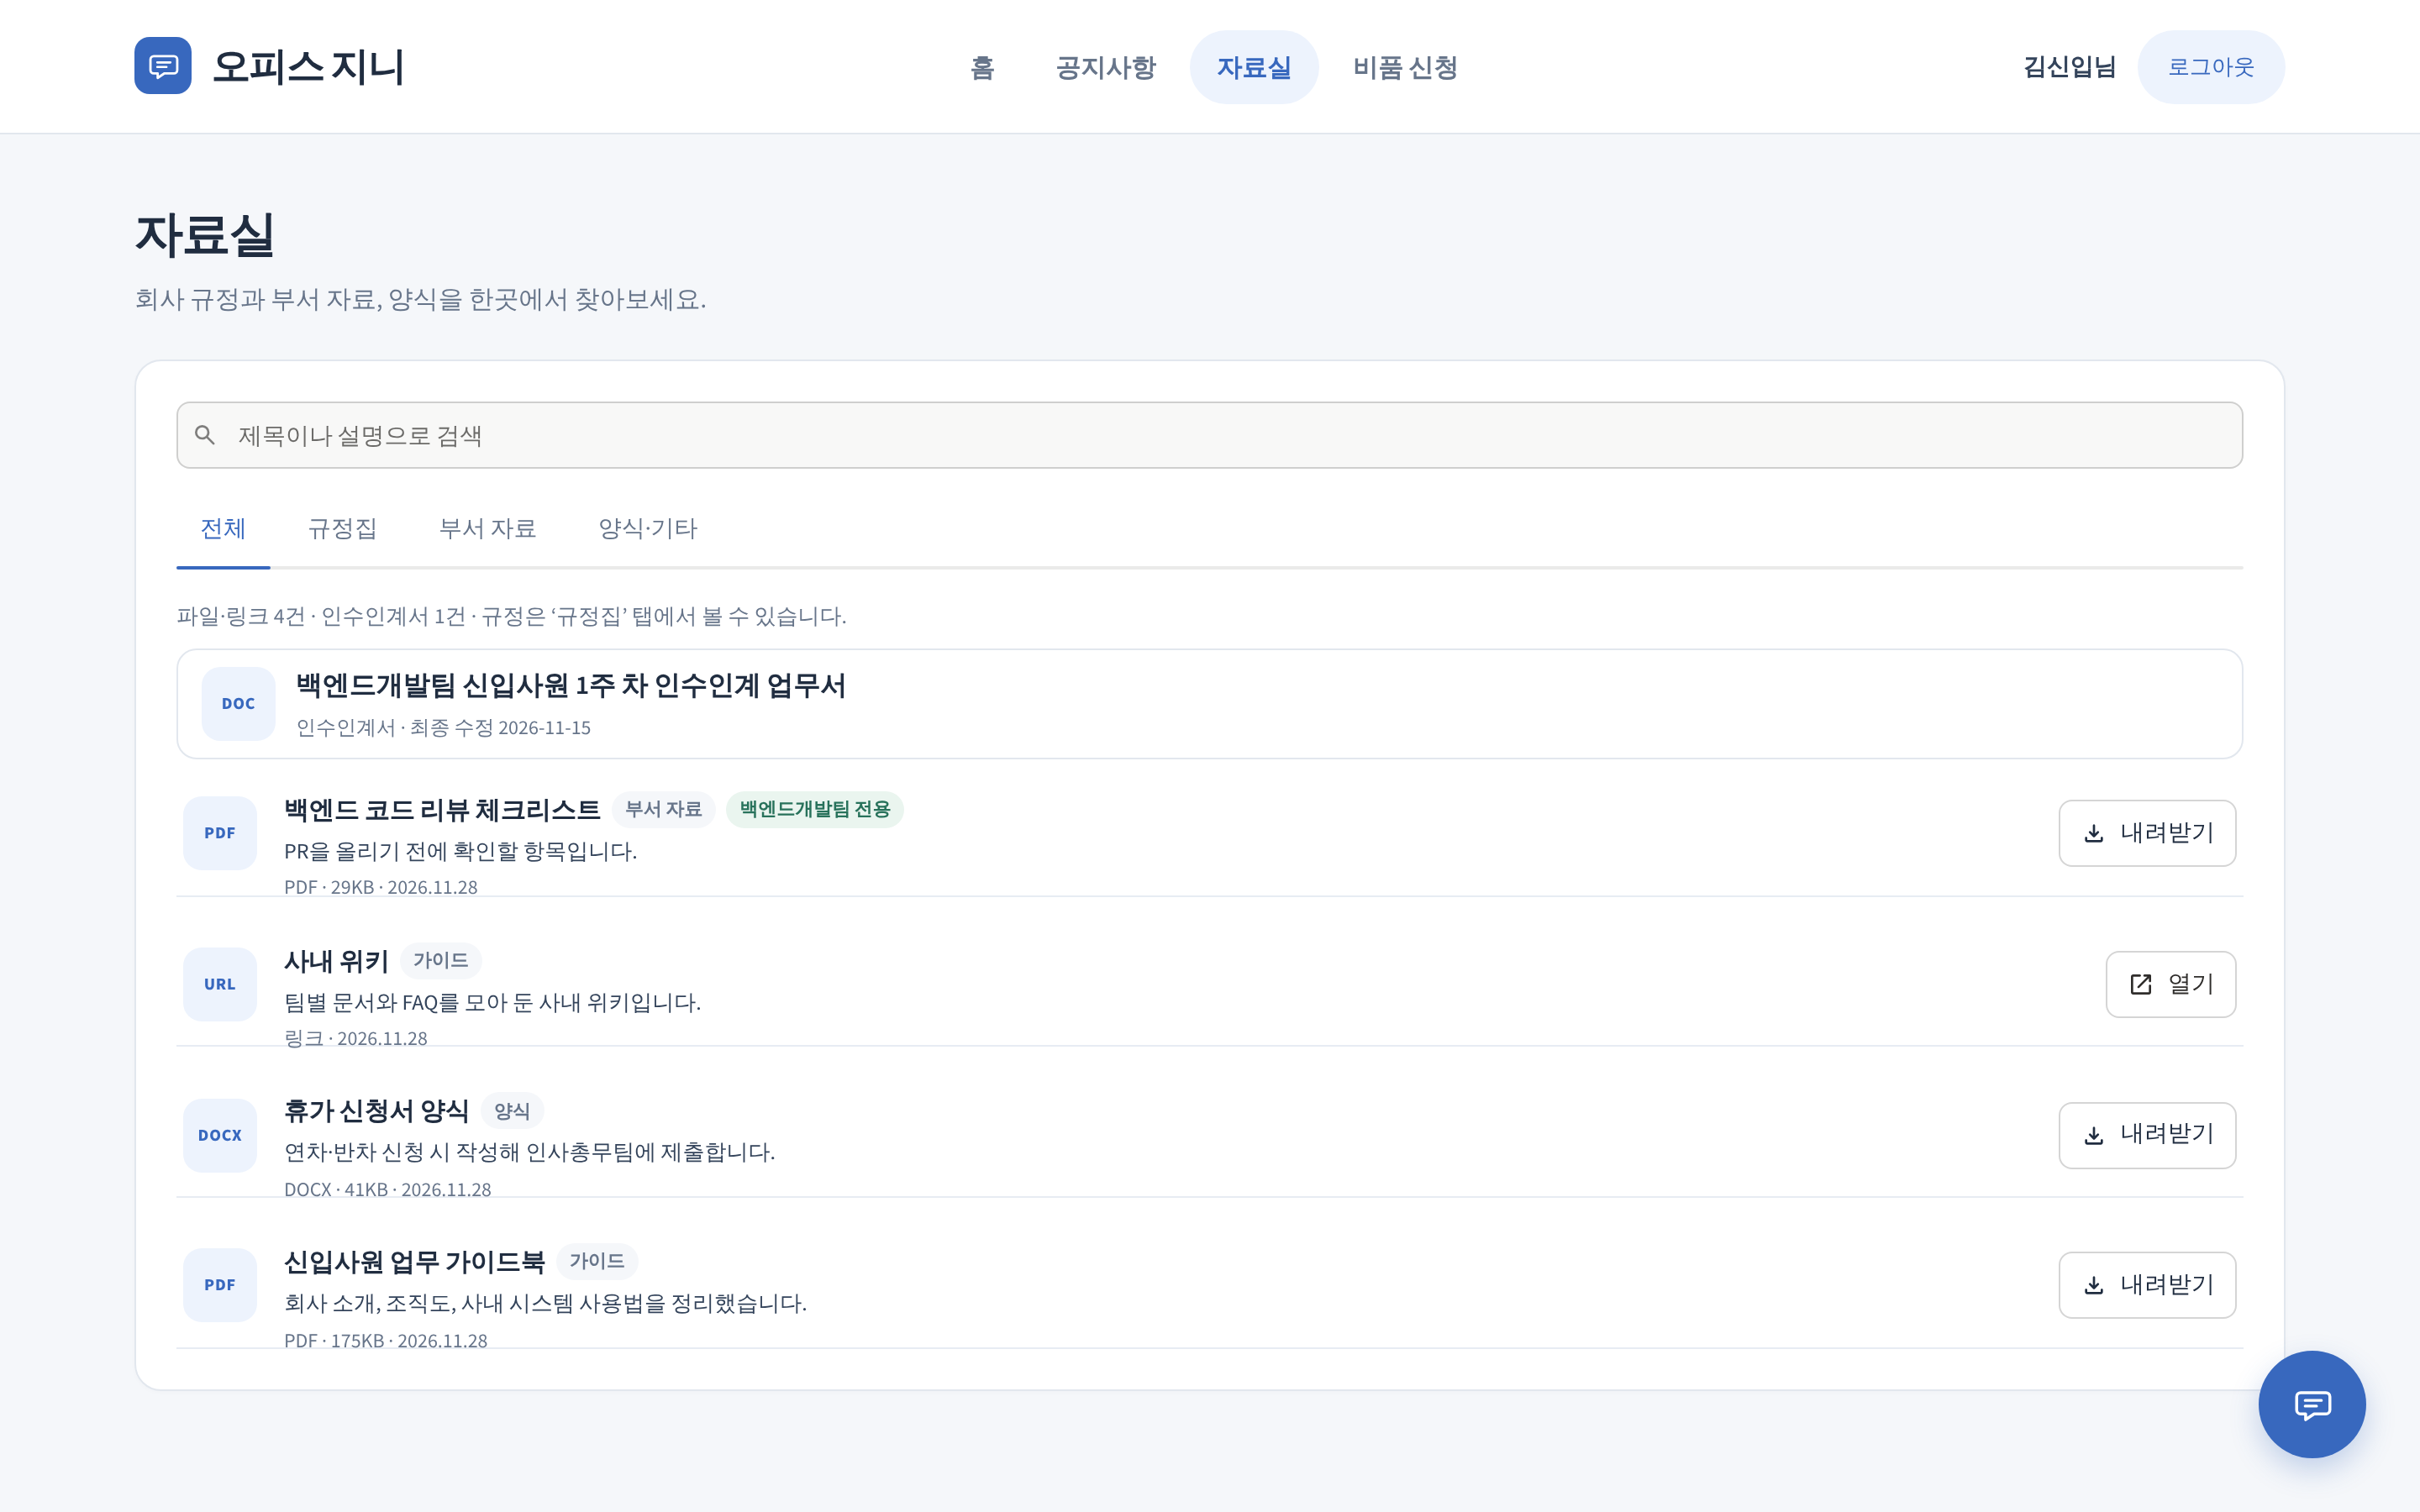 오피스 지니
홈 공지사항 자료실 비품 신청
김신입님 로그아웃
자료실
회사 규정과 부서 자료, 양식을 한곳에서 찾아보세요.
제목이나 설명으로 검색
전체 규정집 부서 자료 양식·기타
파일·링크 4건 · 인수인계서 1건 · 규정은 ‘규정집’ 탭에서 볼 수 있습니다.
DOC
백엔드개발팀 신입사원 1주 차 인수인계 업무서
인수인계서 · 최종 수정 2026-11-15
PDF
백엔드 코드 리뷰 체크리스트 부서 자료 백엔드개발팀 전용
PR을 올리기 전에 확인할 항목입니다.
PDF · 29KB · 2026.11.28
내려받기
URL
사내 위키 가이드
팀별 문서와 FAQ를 모아 둔 사내 위키입니다.
링크 · 2026.11.28
열기
DOCX
휴가 신청서 양식 양식
연차·반차 신청 시 작성해 인사총무팀에 제출합니다.
DOCX · 41KB · 2026.11.28
내려받기
PDF
신입사원 업무 가이드북 가이드
회사 소개, 조직도, 사내 시스템 사용법을 정리했습니다.
PDF · 175KB · 2026.11.28
내려받기